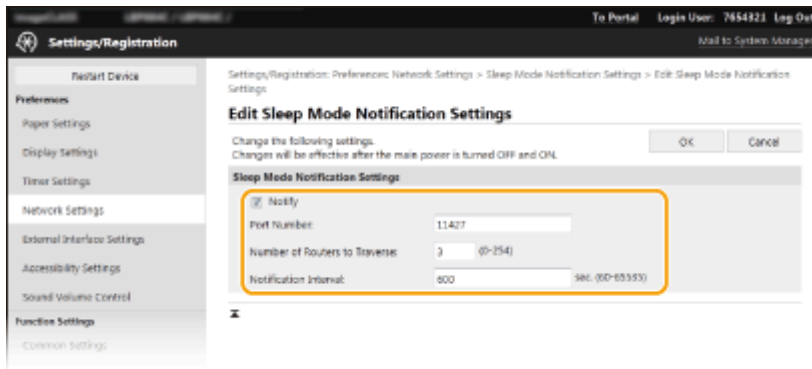 To Portal Login User: 7654321 Log Out
Settings/Registration
Mail to System Manager
Restart Device
Preferences
Paper Settings
Display Settings
Timer Settings
Network Settings
External Interface Settings
Accessibility Settings
Sound Volume Control
Function Settings
Common Settings
Settings/Registration: Preferences: Network Settings > Sleep Mode Notification Settings > Edit Sleep Mode Notification
Settings
Edit Sleep Mode Notification Settings
Change the following settings.
Changes will be effective after the main power is turned OFF and ON.
OK Cancel
Sleep Mode Notification Settings
Notify
Port Number: 11427
Number of Routers to Traverse: 3 (0-254)
Notification Interval: 600 sec. (60-65535)